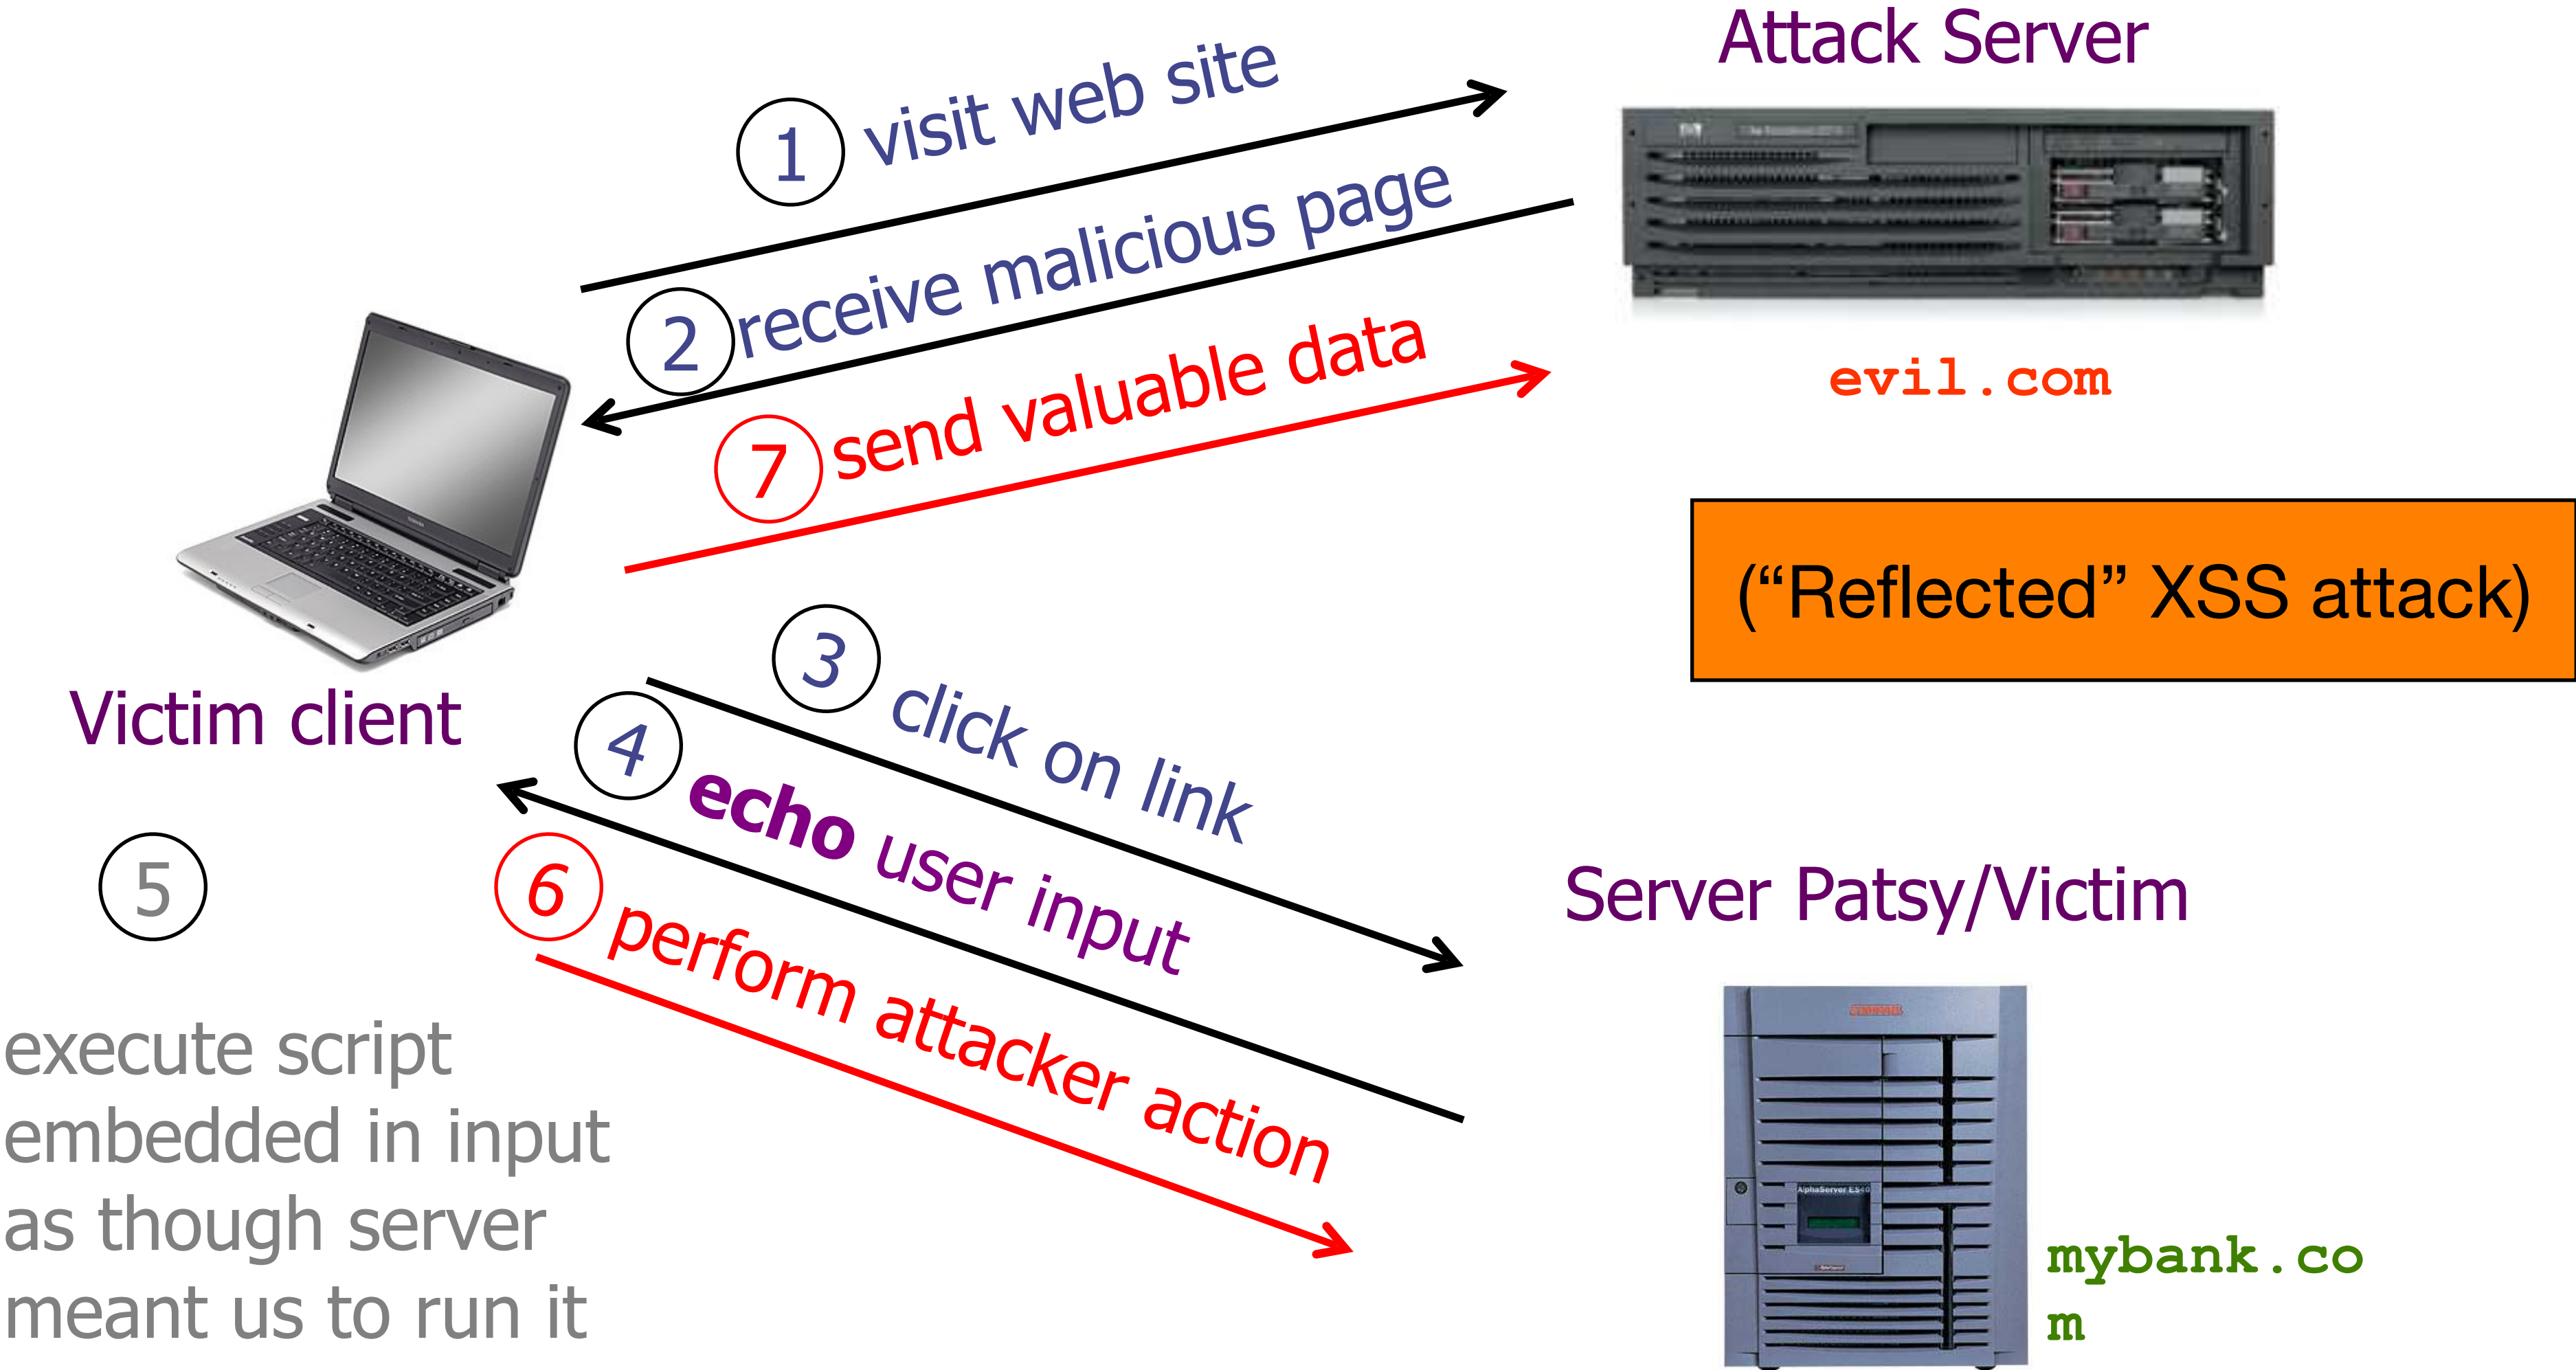 Attack Server
1 visit web site
2 receive malicious page
evil.com
7 send valuable data
("Reflected" XSS attack)
Victim client
3 click on link
4 echo user input
Server Patsy/Victim
5
6 perform attacker action
execute script
embedded in input
as though server
meant us to run it
AlphaServer ES40
mybank.co
m